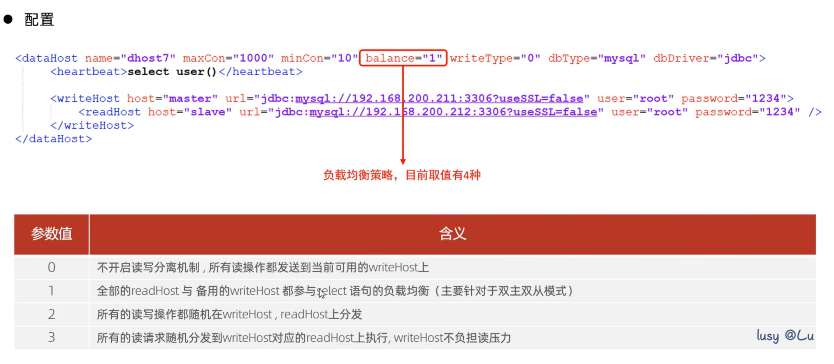 ● 配置
<dataHost name="dhost7" maxCon="1000" minCon="10" balance="1" writeType="0" dbType="mysql" dbDriver="jdbc">
<heartbeat>select user()</heartbeat>
<writeHost host="master" url="jdbc:mysql://192.168.200.211:3306?useSSL=false" user="root" password="1234">
<readHost host="slave" url="jdbc:mysql://192.168.200.212:3306?useSSL=false" user="root" password="1234" />
</writeHost>
</dataHost>
负载均衡策略，目前取值有4种
参数值 含义
0 不开启读写分离机制 , 所有读操作都发送到当前可用的writeHost上
1 全部的readHost 与 备用的writeHost 都参与select 语句的负载均衡（主要针对于双主双从模式）
2 所有的读写操作都随机在writeHost , readHost上分发
3 所有的读请求随机分发到writeHost对应的readHost上执行, writeHost不负担读压力
lusy @Lu